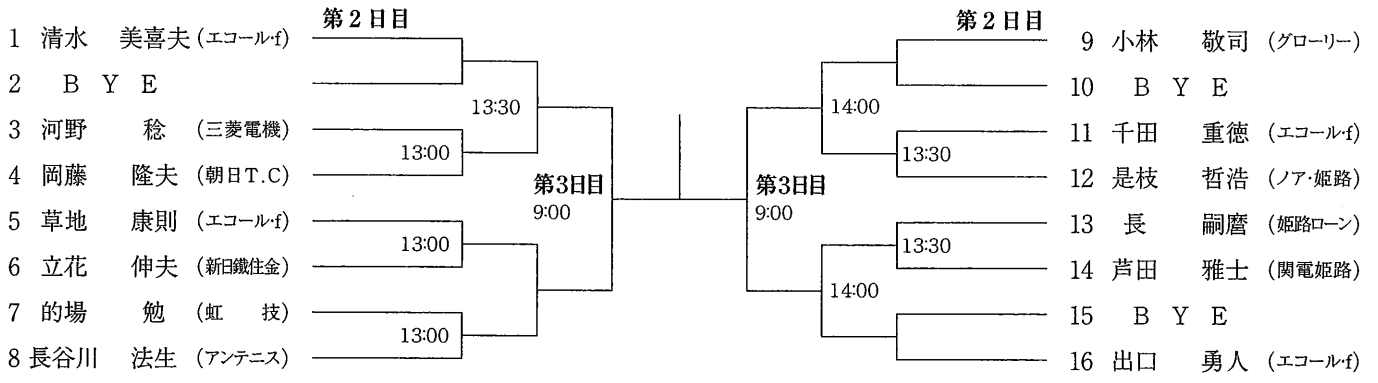 第2日目
1 清水 美喜夫 (エコール・f)
2 BYE
3 河野 稔 (三菱電機)
4 岡藤 隆夫 (朝日T.C)
5 草地 康則 (エコール・f)
6 立花 伸夫 (新日鐵住金)
7 的場 勉 (虹 技)
8 長谷川 法生 (アンテニス)
13:30
13:00
13:00
13:00
第3日目
9:00
第2日目
9 小林 敬司 (グローリー)
10 BYE
11 千田 重徳 (エコール・f)
12 是枝 哲浩 (ノア・姫路)
13 長 嗣麿 (姫路ローン)
14 芦田 雅士 (関電姫路)
15 BYE
16 出口 勇人 (エコール・f)
14:00
13:30
第3日目
9:00
13:30
14:00